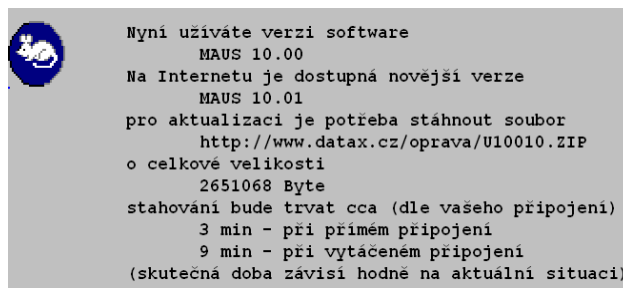 Nyní užíváte verzi software
MAUS 10.00
Na Internetu je dostupná novější verze
MAUS 10.01
pro aktualizaci je potřeba stáhnout soubor
http://www.datax.cz/oprava/U10010.ZIP
o celkové velikosti
2651068 Byte
stahování bude trvat cca (dle vašeho připojení)
3 min - při přímém připojení
9 min - při vytáčeném připojení
(skutečná doba závisí hodně na aktuální situaci)